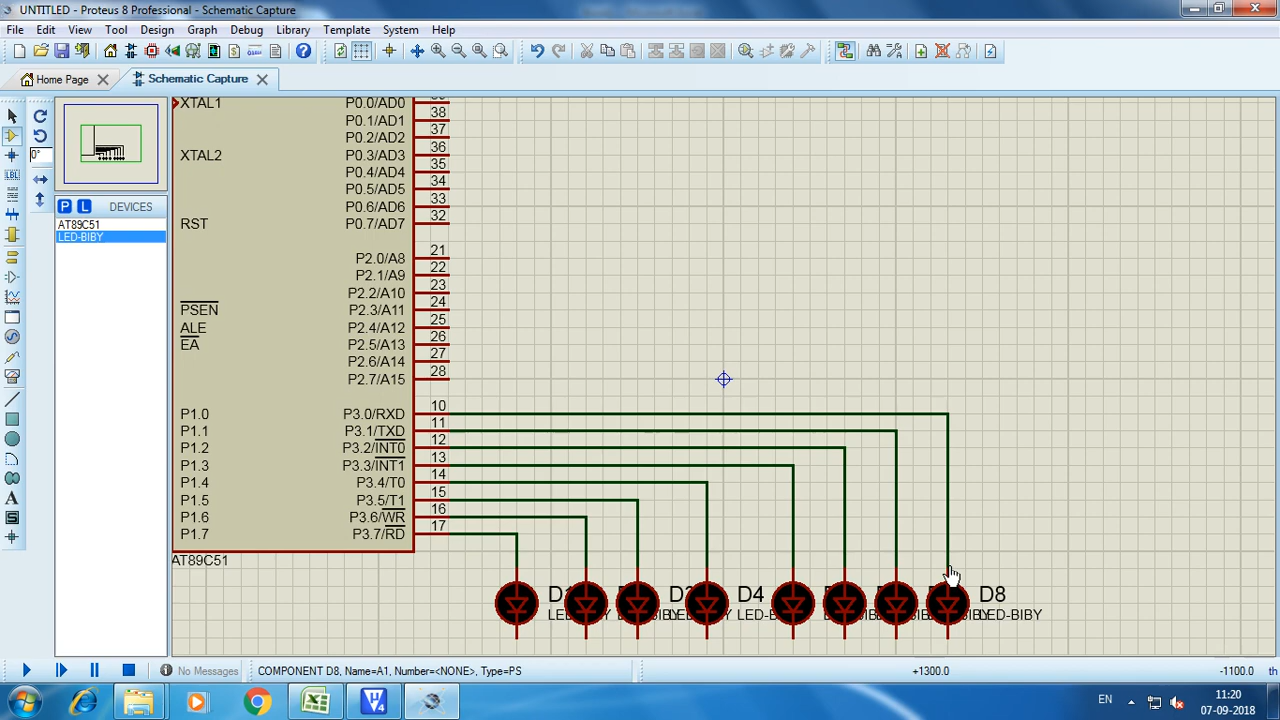 UNTITLED - Proteus 8 Professional - Schematic Capture
File Edit View Tool Design Graph Debug Library Template System Help
Home Page Schematic Capture
XTAL1 P0.0/AD0
38
P0.1/AD1
37
P0.2/AD2
36
XTAL2 P0.3/AD3
35
P0.4/AD4
34
P0.5/AD5
33
P0.6/AD6
32
RST P0.7/AD7
21
P2.0/A8
22
P2.1/A9
23
P2.2/A10
24
PSEN P2.3/A11
25
ALE P2.4/A12
26
EA P2.5/A13
27
P2.6/A14
28
P2.7/A15
10
P1.0 P3.0/RXD
11
P1.1 P3.1/TXD
12
P1.2 P3.2/INT0
13
P1.3 P3.3/INT1
14
P1.4 P3.4/T0
15
P1.5 P3.5/T1
16
P1.6 P3.6/WR
17
P1.7 P3.7/RD
AT89C51
D4 D8
LED-BIBY
0°
P L DEVICES
AT89C51
LED-BIBY
LBL
No Messages COMPONENT D8, Name=A1, Number=<NONE>, Type=PS +1300.0 -1100.0 th
EN 11:20
07-09-2018